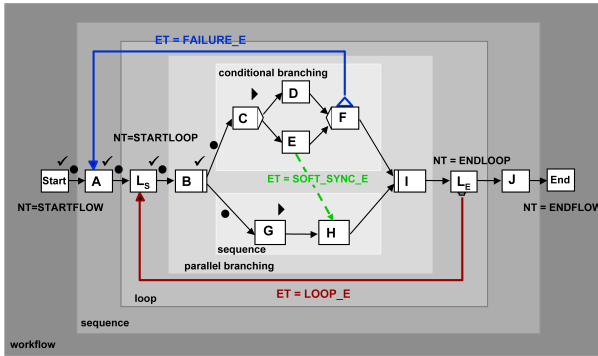 ET = FAILURE_E
conditional branching
D
C
F
NT=STARTLOOP
E
NT = ENDLOOP
ET = SOFT_SYNC_E
Start
A
LS
B
I
LE
J
End
NT=STARTFLOW
NT = ENDFLOW
G
H
sequence
parallel branching
ET = LOOP_E
loop
sequence
workflow